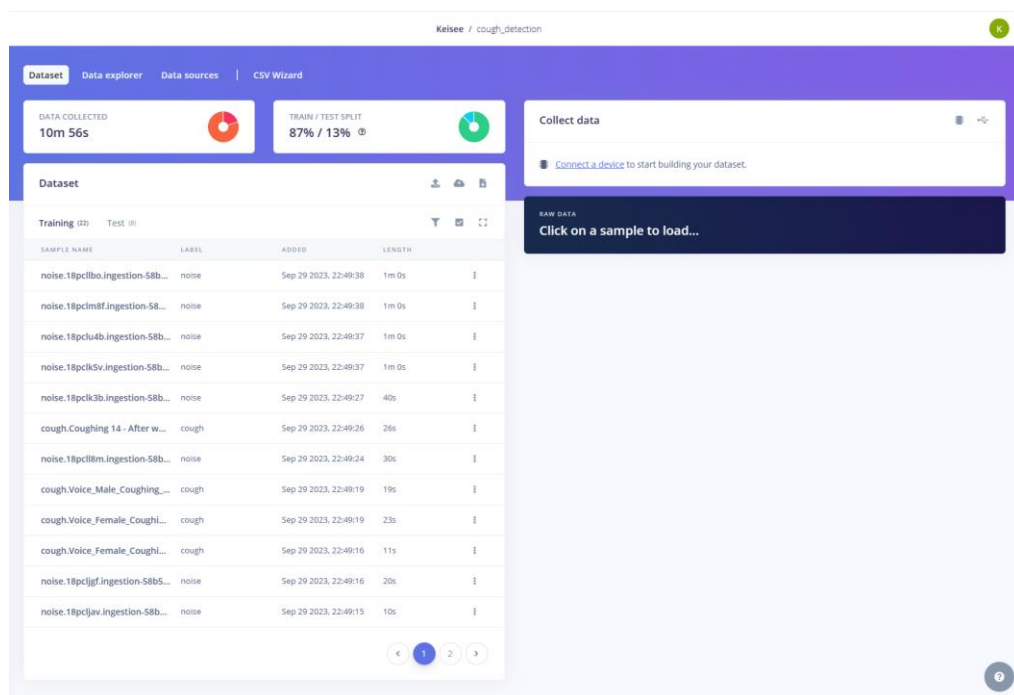 Keisee / cough_detection
K
Dataset Data explorer Data sources | CSV Wizard
DATA COLLECTED
10m 56s
TRAIN / TEST SPLIT
87% / 13%
Collect data
Connect a device to start building your dataset.
Dataset
RAW DATA
Click on a sample to load...
Training (22) Test (8)
SAMPLE NAME LABEL ADDED LENGTH
noise.18pcllbo.ingestion-58b... noise Sep 29 2023, 22:49:38 1m 0s
noise.18pclm8f.ingestion-58... noise Sep 29 2023, 22:49:38 1m 0s
noise.18pclu4b.ingestion-58b... noise Sep 29 2023, 22:49:37 1m 0s
noise.18pclk5v.ingestion-58b... noise Sep 29 2023, 22:49:37 1m 0s
noise.18pclk3b.ingestion-58b... noise Sep 29 2023, 22:49:27 40s
cough.Coughing 14 - After w... cough Sep 29 2023, 22:49:26 26s
noise.18pcll8m.ingestion-58b... noise Sep 29 2023, 22:49:24 30s
cough.Voice_Male_Coughing_... cough Sep 29 2023, 22:49:19 19s
cough.Voice_Female_Coughi... cough Sep 29 2023, 22:49:19 23s
cough.Voice_Female_Coughi... cough Sep 29 2023, 22:49:16 11s
noise.18pcljgf.ingestion-58b5... noise Sep 29 2023, 22:49:16 20s
noise.18pcljav.ingestion-58b... noise Sep 29 2023, 22:49:15 10s
< 1 2 >